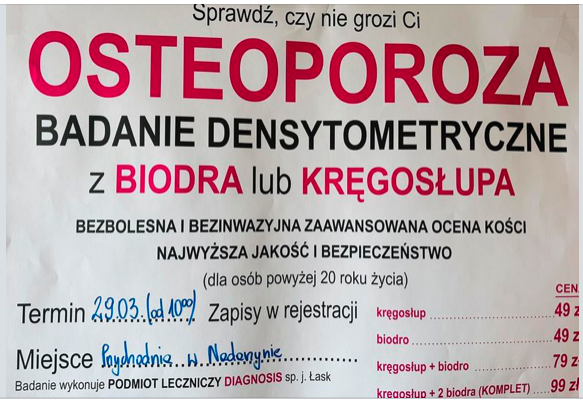 Sprawdź, czy nie grozi Ci
OSTEOPOROZA
BADANIE DENSYTOMETRYCZNE
z BIODRA lub KRĘGOSŁUPA
BEZBOLESNA I BEZINWAZYJNA ZAAWANSOWANA OCENA KOŚCI
NAJWYŻSZA JAKOŚĆ I BEZPIECZEŃSTWO
(dla osób powyżej 20 roku życia)
Termin 29.03. (od 10⁰⁰) Zapisy w rejestracji
Miejsce Przychodnia w Nadarzynie
Badanie wykonuje PODMIOT LECZNICZY DIAGNOSIS sp. j. Łask
CEN
kręgosłup 49 z
biodro 49 z
kręgosłup + biodro 79 z
kręgosłup + 2 biodra (KOMPLET) 99 zł